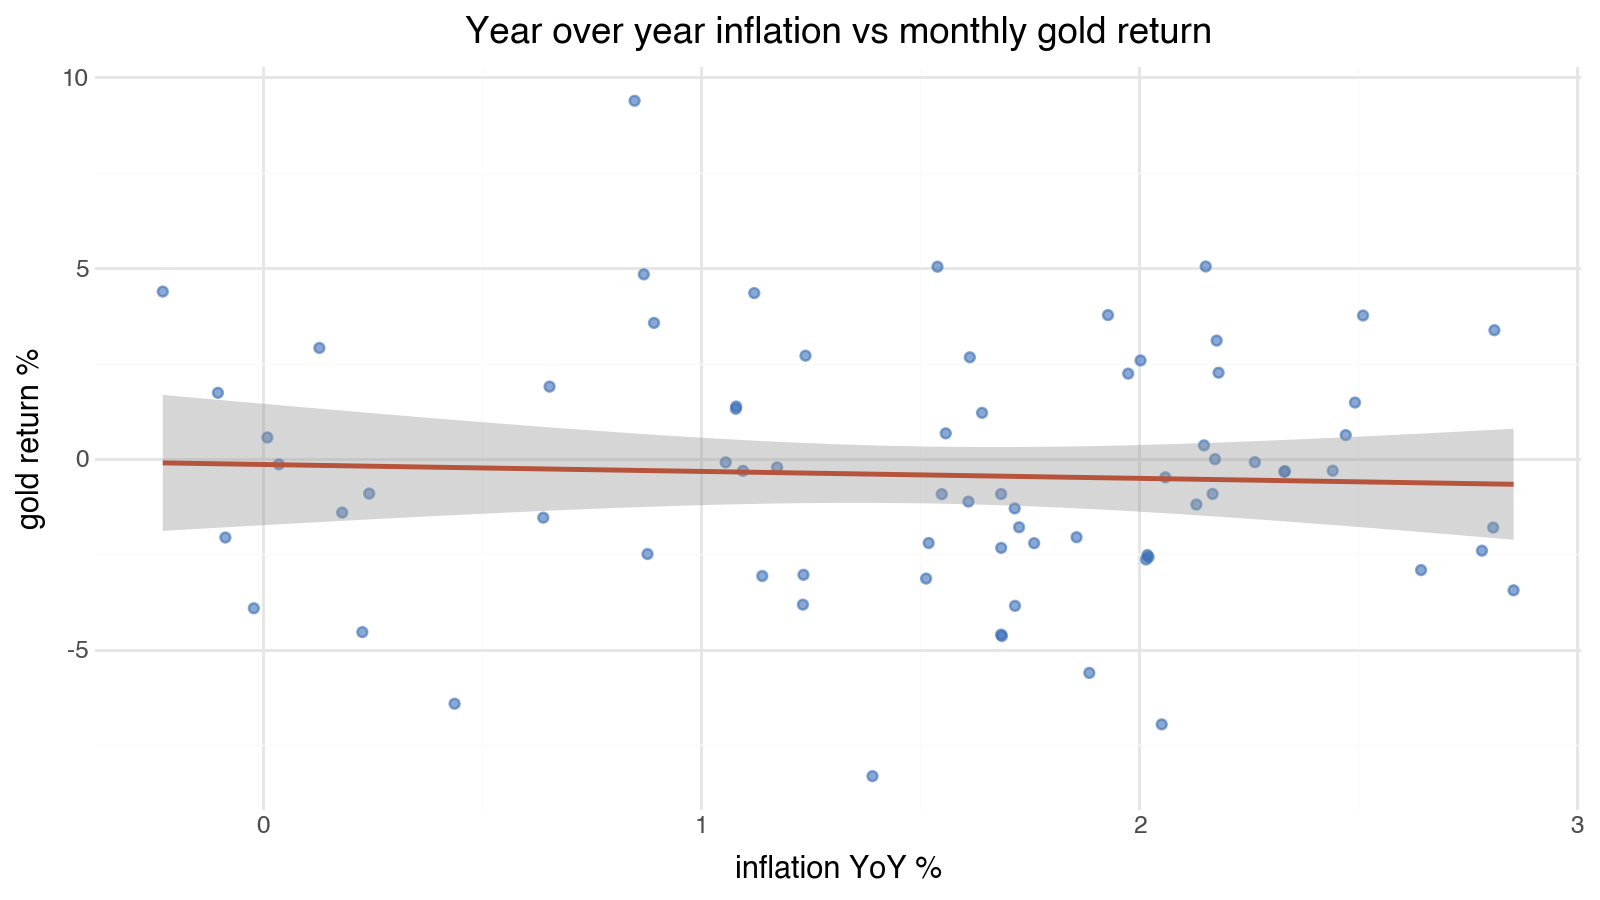 Year over year inflation vs monthly gold return
10
5
0
-5
gold return %
0 1 2 3
inflation YoY %